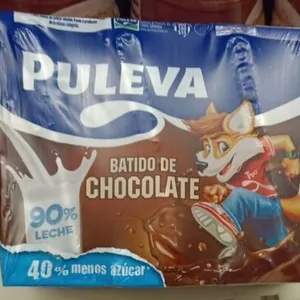 PULEVA
BATIDO DE
CHOCOLATE
90%
LECHE
40% menos azúcar